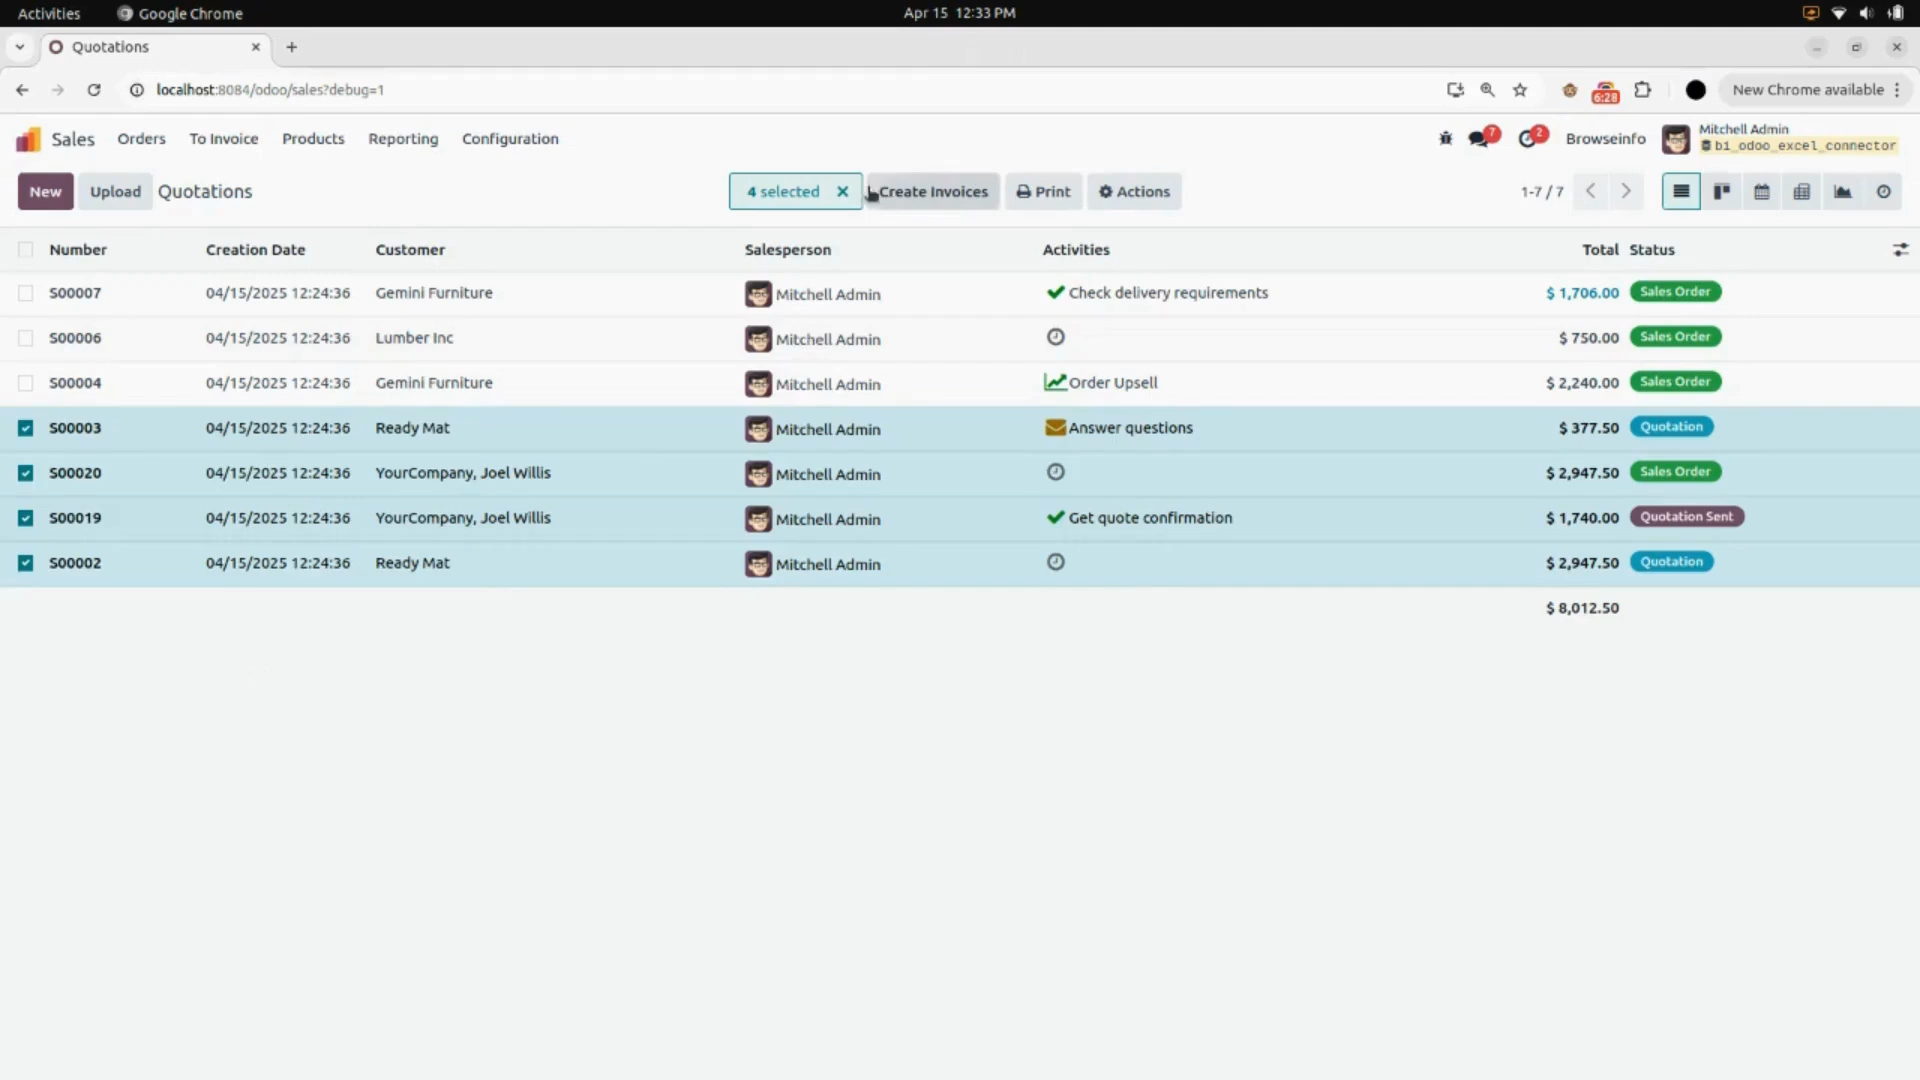 Activities Google Chrome Apr 15 12:33 PM
Quotations
localhost:8084/odoo/sales?debug=1 6:28 New Chrome available
Sales Orders To Invoice Products Reporting Configuration 7 2 Browseinfo Mitchell Admin
bi_odoo_excel_connector
New Upload Quotations 4 selected Create Invoices Print Actions 1-7 / 7
Number Creation Date Customer Salesperson Activities Total Status
S00007 04/15/2025 12:24:36 Gemini Furniture Mitchell Admin Check delivery requirements $ 1,706.00 Sales Order
S00006 04/15/2025 12:24:36 Lumber Inc Mitchell Admin $ 750.00 Sales Order
S00004 04/15/2025 12:24:36 Gemini Furniture Mitchell Admin Order Upsell $ 2,240.00 Sales Order
S00003 04/15/2025 12:24:36 Ready Mat Mitchell Admin Answer questions $ 377.50 Quotation
S00020 04/15/2025 12:24:36 YourCompany, Joel Willis Mitchell Admin $ 2,947.50 Sales Order
S00019 04/15/2025 12:24:36 YourCompany, Joel Willis Mitchell Admin Get quote confirmation $ 1,740.00 Quotation Sent
S00002 04/15/2025 12:24:36 Ready Mat Mitchell Admin $ 2,947.50 Quotation
$ 8,012.50